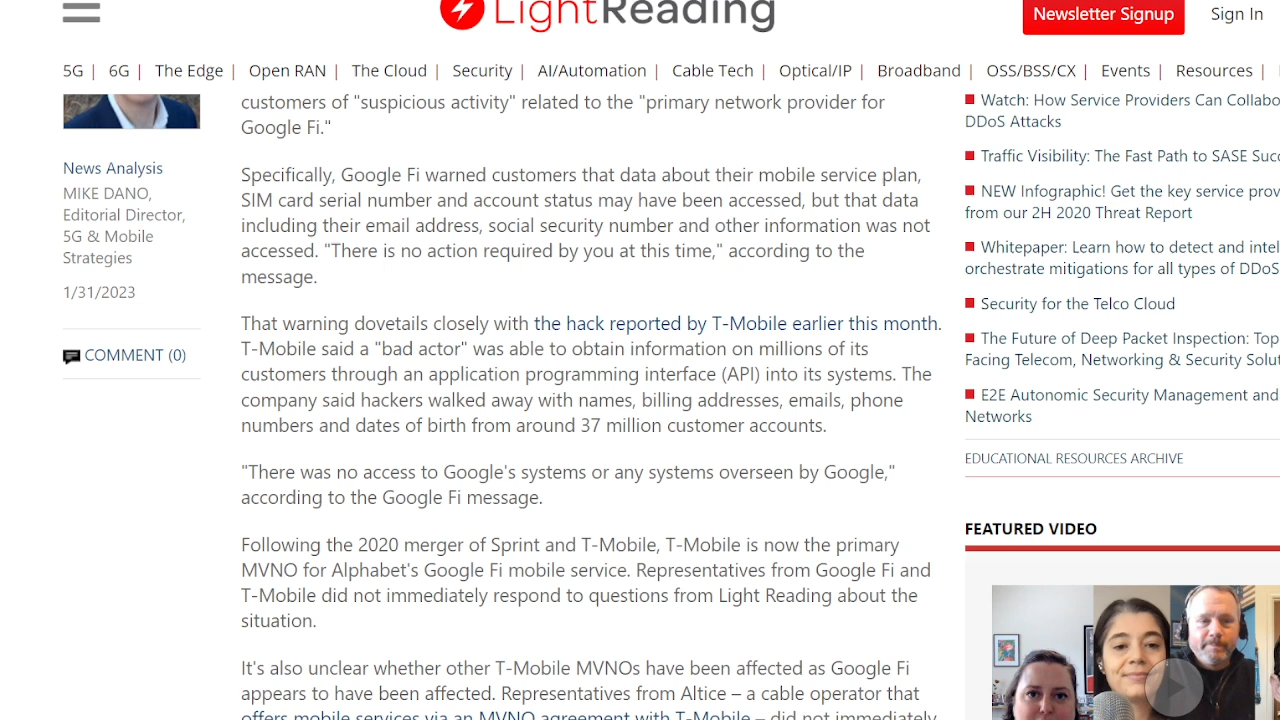 LightReading
Newsletter Signup
Sign In
5G | 6G | The Edge | Open RAN | The Cloud | Security | AI/Automation | Cable Tech | Optical/IP | Broadband | OSS/BSS/CX | Events | Resources |
News Analysis
MIKE DANO,
Editorial Director,
5G & Mobile
Strategies
1/31/2023
COMMENT (0)
customers of "suspicious activity" related to the "primary network provider for
Google Fi."
Specifically, Google Fi warned customers that data about their mobile service plan,
SIM card serial number and account status may have been accessed, but that data
including their email address, social security number and other information was not
accessed. "There is no action required by you at this time," according to the
message.
That warning dovetails closely with the hack reported by T-Mobile earlier this month.
T-Mobile said a "bad actor" was able to obtain information on millions of its
customers through an application programming interface (API) into its systems. The
company said hackers walked away with names, billing addresses, emails, phone
numbers and dates of birth from around 37 million customer accounts.
"There was no access to Google's systems or any systems overseen by Google,"
according to the Google Fi message.
Following the 2020 merger of Sprint and T-Mobile, T-Mobile is now the primary
MVNO for Alphabet's Google Fi mobile service. Representatives from Google Fi and
T-Mobile did not immediately respond to questions from Light Reading about the
situation.
It's also unclear whether other T-Mobile MVNOs have been affected as Google Fi
appears to have been affected. Representatives from Altice – a cable operator that
offers mobile services via an MVNO agreement with T-Mobile – did not immediately
Watch: How Service Providers Can Collabo
DDoS Attacks
Traffic Visibility: The Fast Path to SASE Suc
NEW Infographic! Get the key service prov
from our 2H 2020 Threat Report
Whitepaper: Learn how to detect and intel
orchestrate mitigations for all types of DDoS
Security for the Telco Cloud
The Future of Deep Packet Inspection: Top
Facing Telecom, Networking & Security Solut
E2E Autonomic Security Management and
Networks
EDUCATIONAL RESOURCES ARCHIVE
FEATURED VIDEO